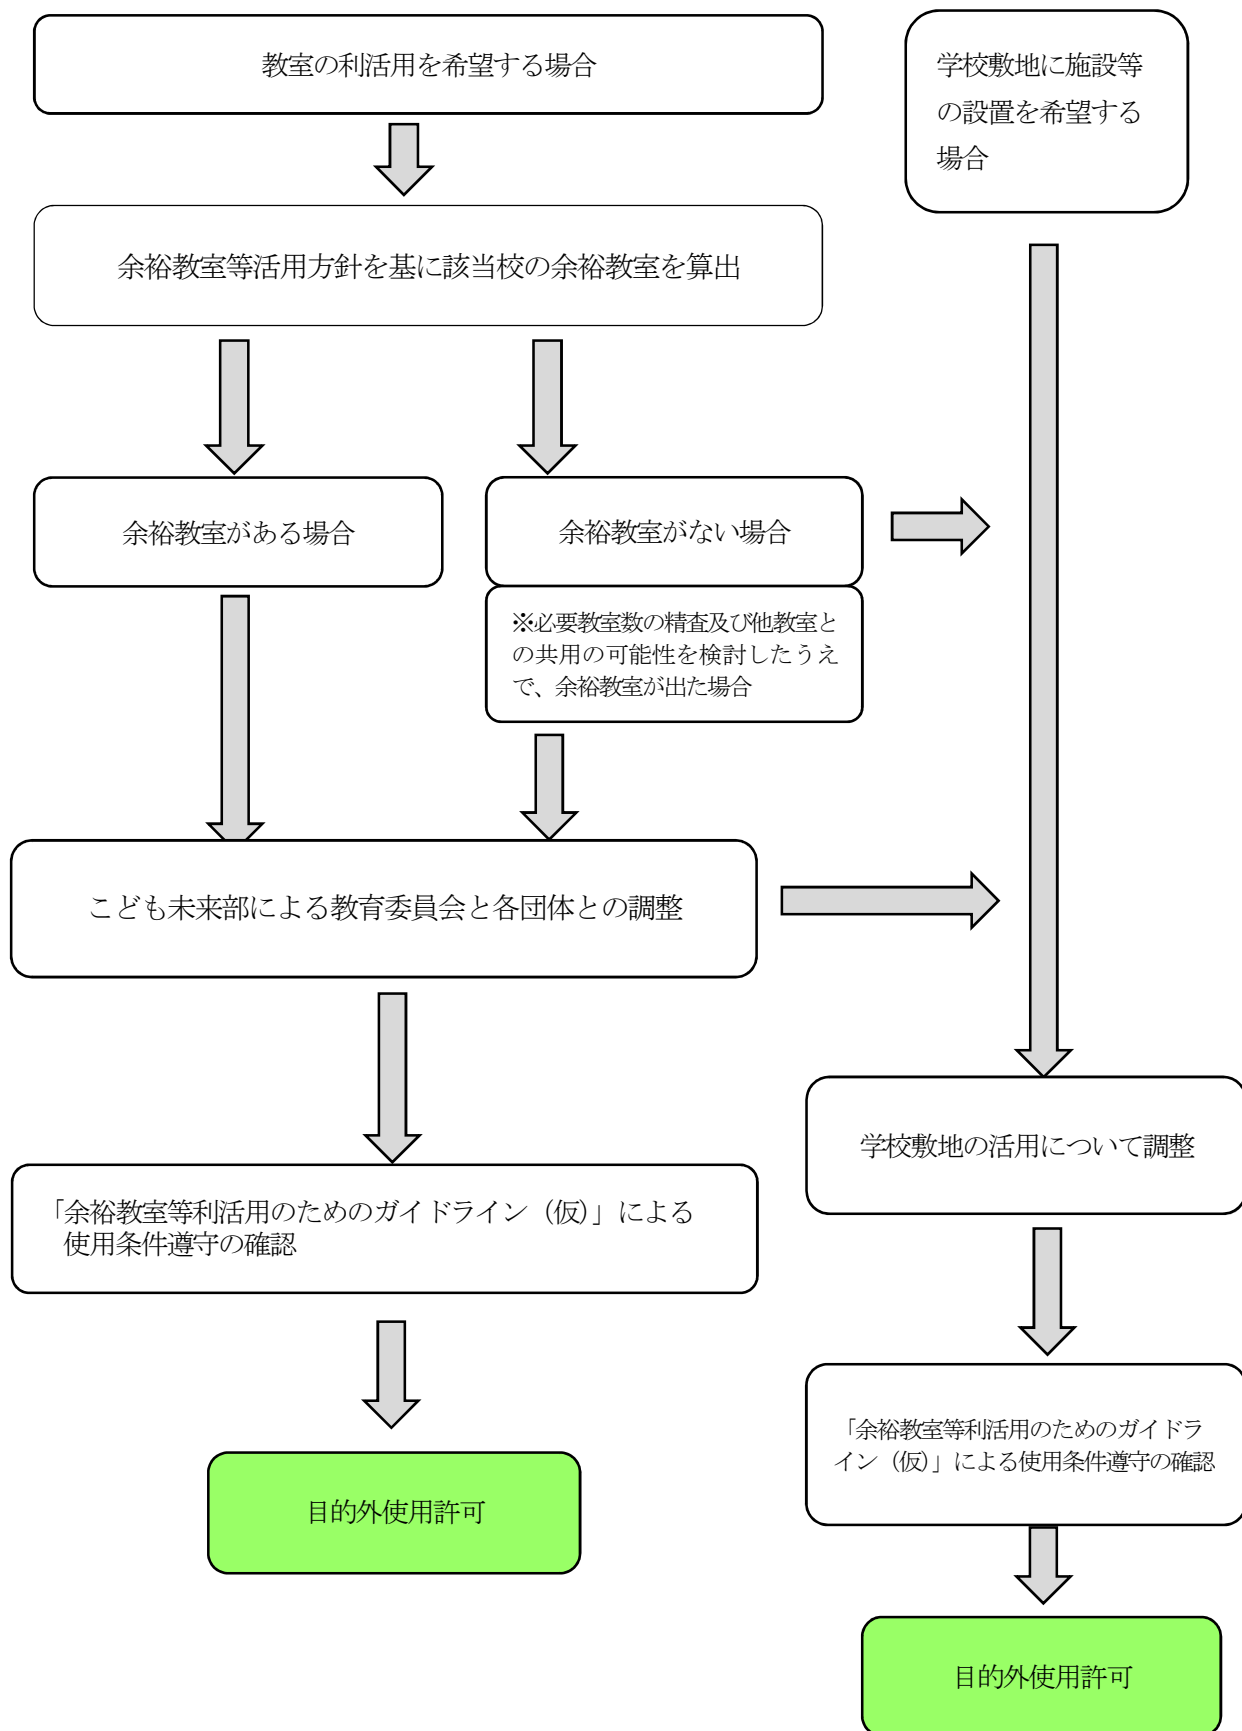 教室の利活用を希望する場合
学校敷地に施設等
の設置を希望する
場合
余裕教室等活用方針を基に該当校の余裕教室を算出
余裕教室がある場合
余裕教室がない場合
※必要教室数の精査及び他教室と
の共用の可能性を検討したうえ
で、余裕教室が出た場合
こども未来部による教育委員会と各団体との調整
学校敷地の活用について調整
「余裕教室等利活用のためのガイドライン（仮）」による
使用条件遵守の確認
「余裕教室等利活用のためのガイドラ
イン（仮）」による使用条件遵守の確認
目的外使用許可
目的外使用許可